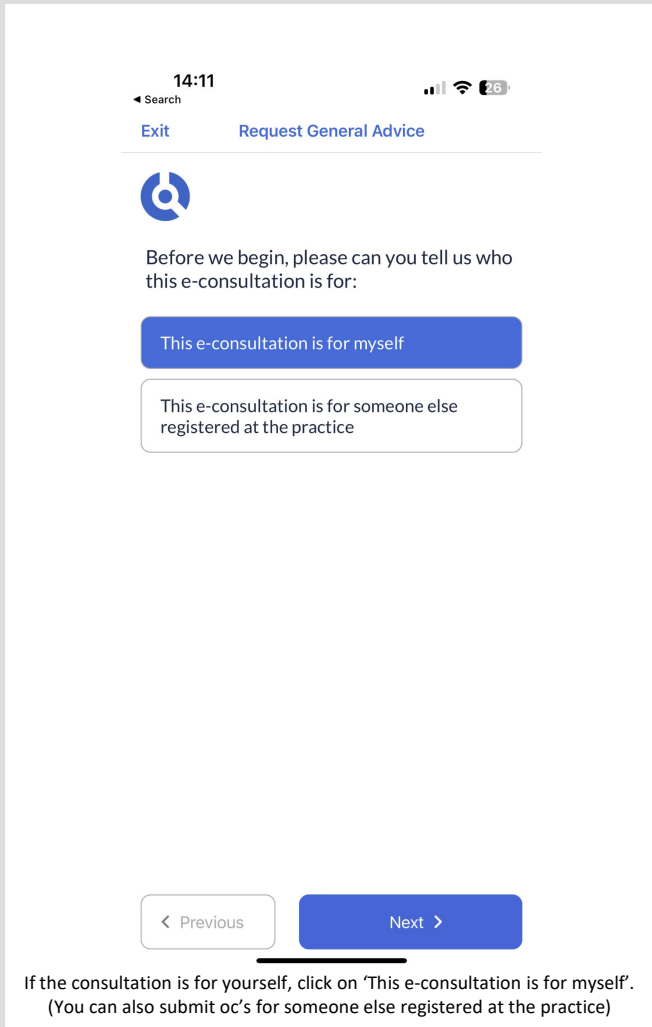 14:11
◄ Search
26
Exit
Request General Advice
Before we begin, please can you tell us who
this e-consultation is for:
This e-consultation is for myself
This e-consultation is for someone else
registered at the practice
Previous
Next
If the consultation is for yourself, click on ‘This e-consultation is for myself’.
(You can also submit oc’s for someone else registered at the practice)